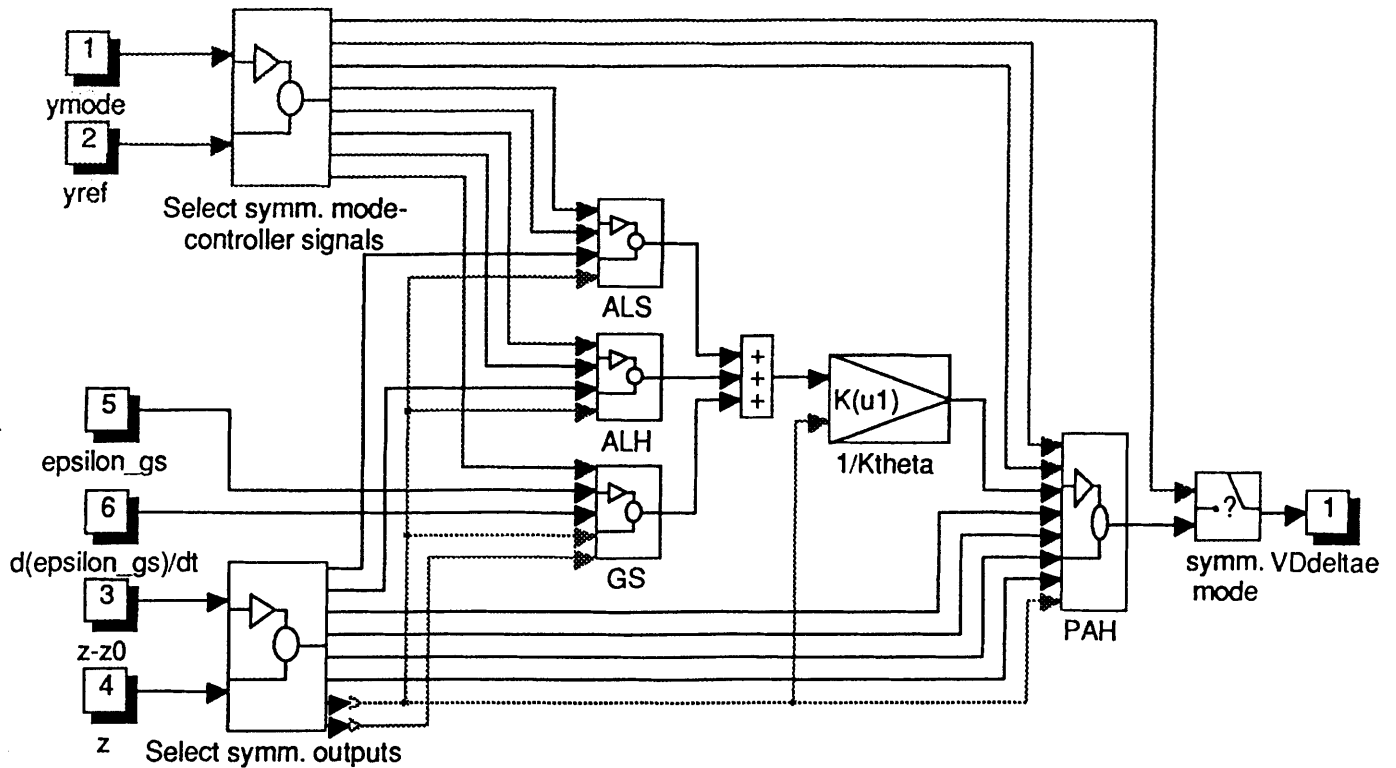 1
ymode
2
yref
Select symm. mode-
controller signals
ALS
ALH
5
epsilon_gs
6
d(epsilon_gs)/dt
GS
+
+
+
K(u1)
1/Ktheta
3
z-z0
4
z
Select symm. outputs
PAH
?
symm.
mode
1
VDdeltae